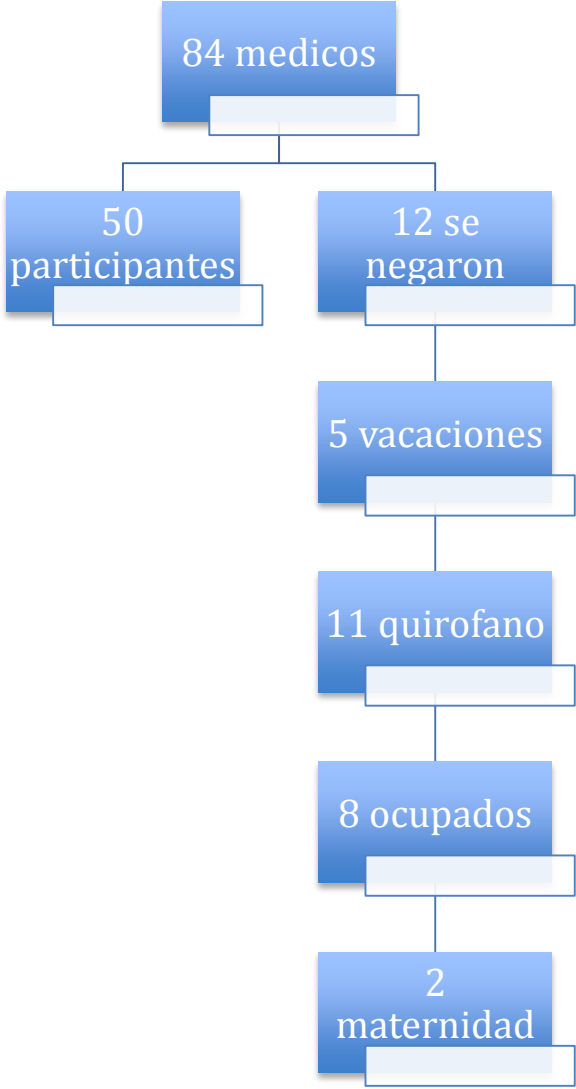 84 medicos
50
participantes
12 se
negaron
5 vacaciones
11 quirofano
8 ocupados
2
maternidad